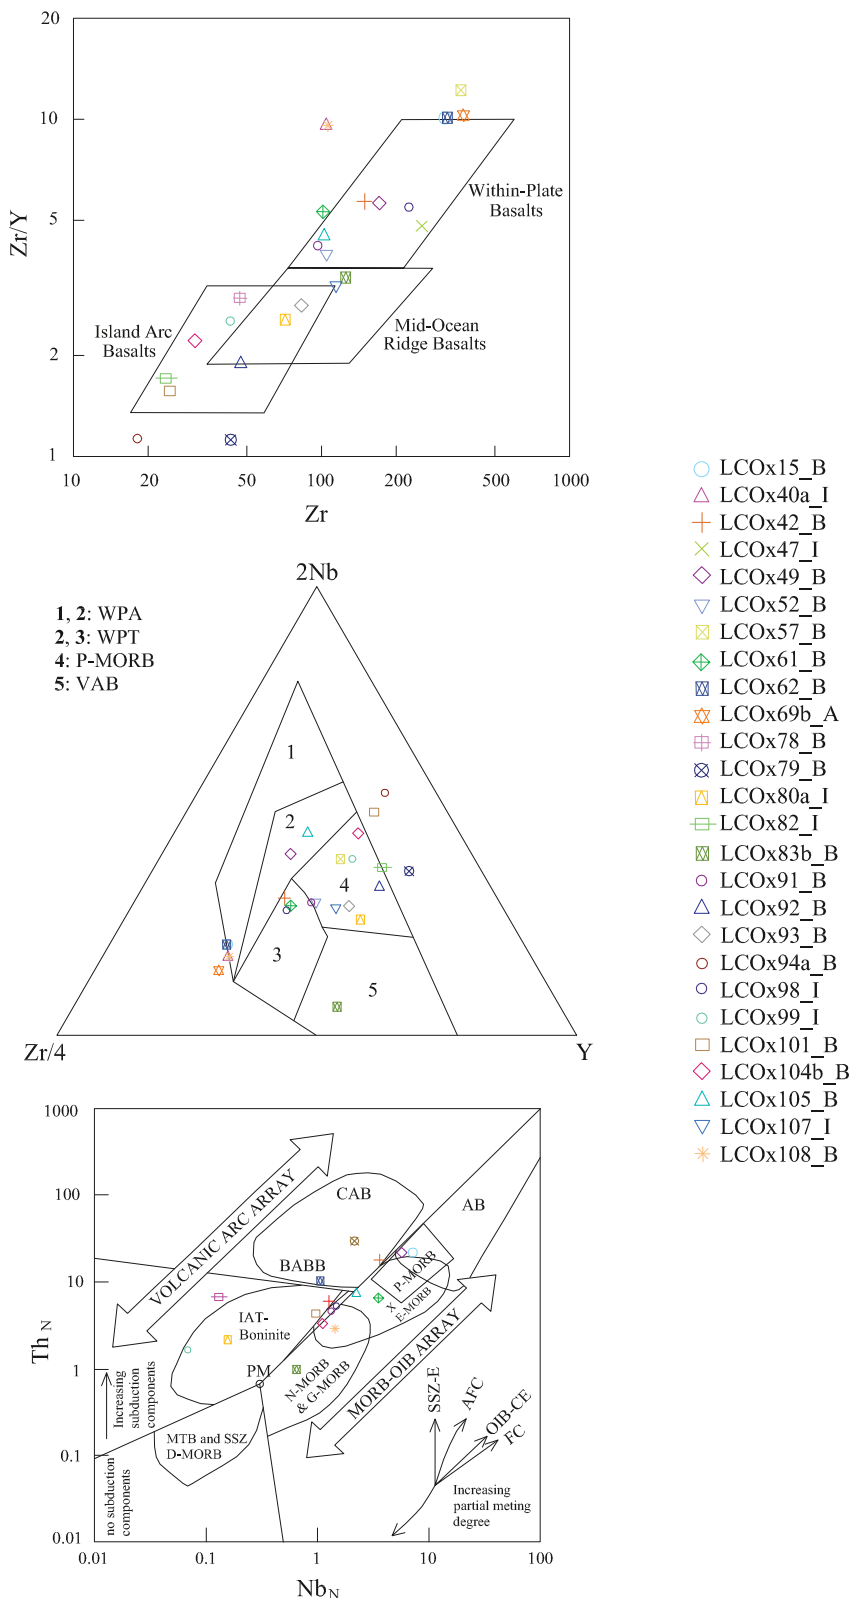 20
10
Zr/Y
Within-Plate
Basalts
Island Arc
Basalts
Mid-Ocean
Ridge Basalts
2
1
10
20
50
100
200
500
1000
Zr
LCOx15_B
LCOx40a_I
LCOx42_B
LCOx47_I
LCOx49_B
LCOx52_B
LCOx57_B
LCOx61_B
LCOx62_B
LCOx69b_A
LCOx78_B
LCOx79_B
LCOx80a_I
LCOx82_I
LCOx83b_B
LCOx91_B
LCOx92_B
LCOx93_B
LCOx94a_B
LCOx98_I
LCOx99_I
LCOx101_B
LCOx104b_B
LCOx105_B
LCOx107_I
LCOx108_B
2Nb
1, 2: WPA
2, 3: WPT
4: P-MORB
5: VAB
1
2
4
3
5
Zr/4
Y
1000
100
10
1
0.1
0.01
Th N
VOLCANIC ARC ARRAY
CAB
AB
BABB
P-MORB
X
E-MORB
IAT-
Boninite
PM
N-MORB
& G-MORB
MORB-OIB ARRAY
MTB and SSZ
D-MORB
Increasing
subduction
components
no subduction
components
SSZ-E
AFC
OIB-CE
FC
Increasing
partial meting
degree
0.01
0.1
1
10
100
Nb N